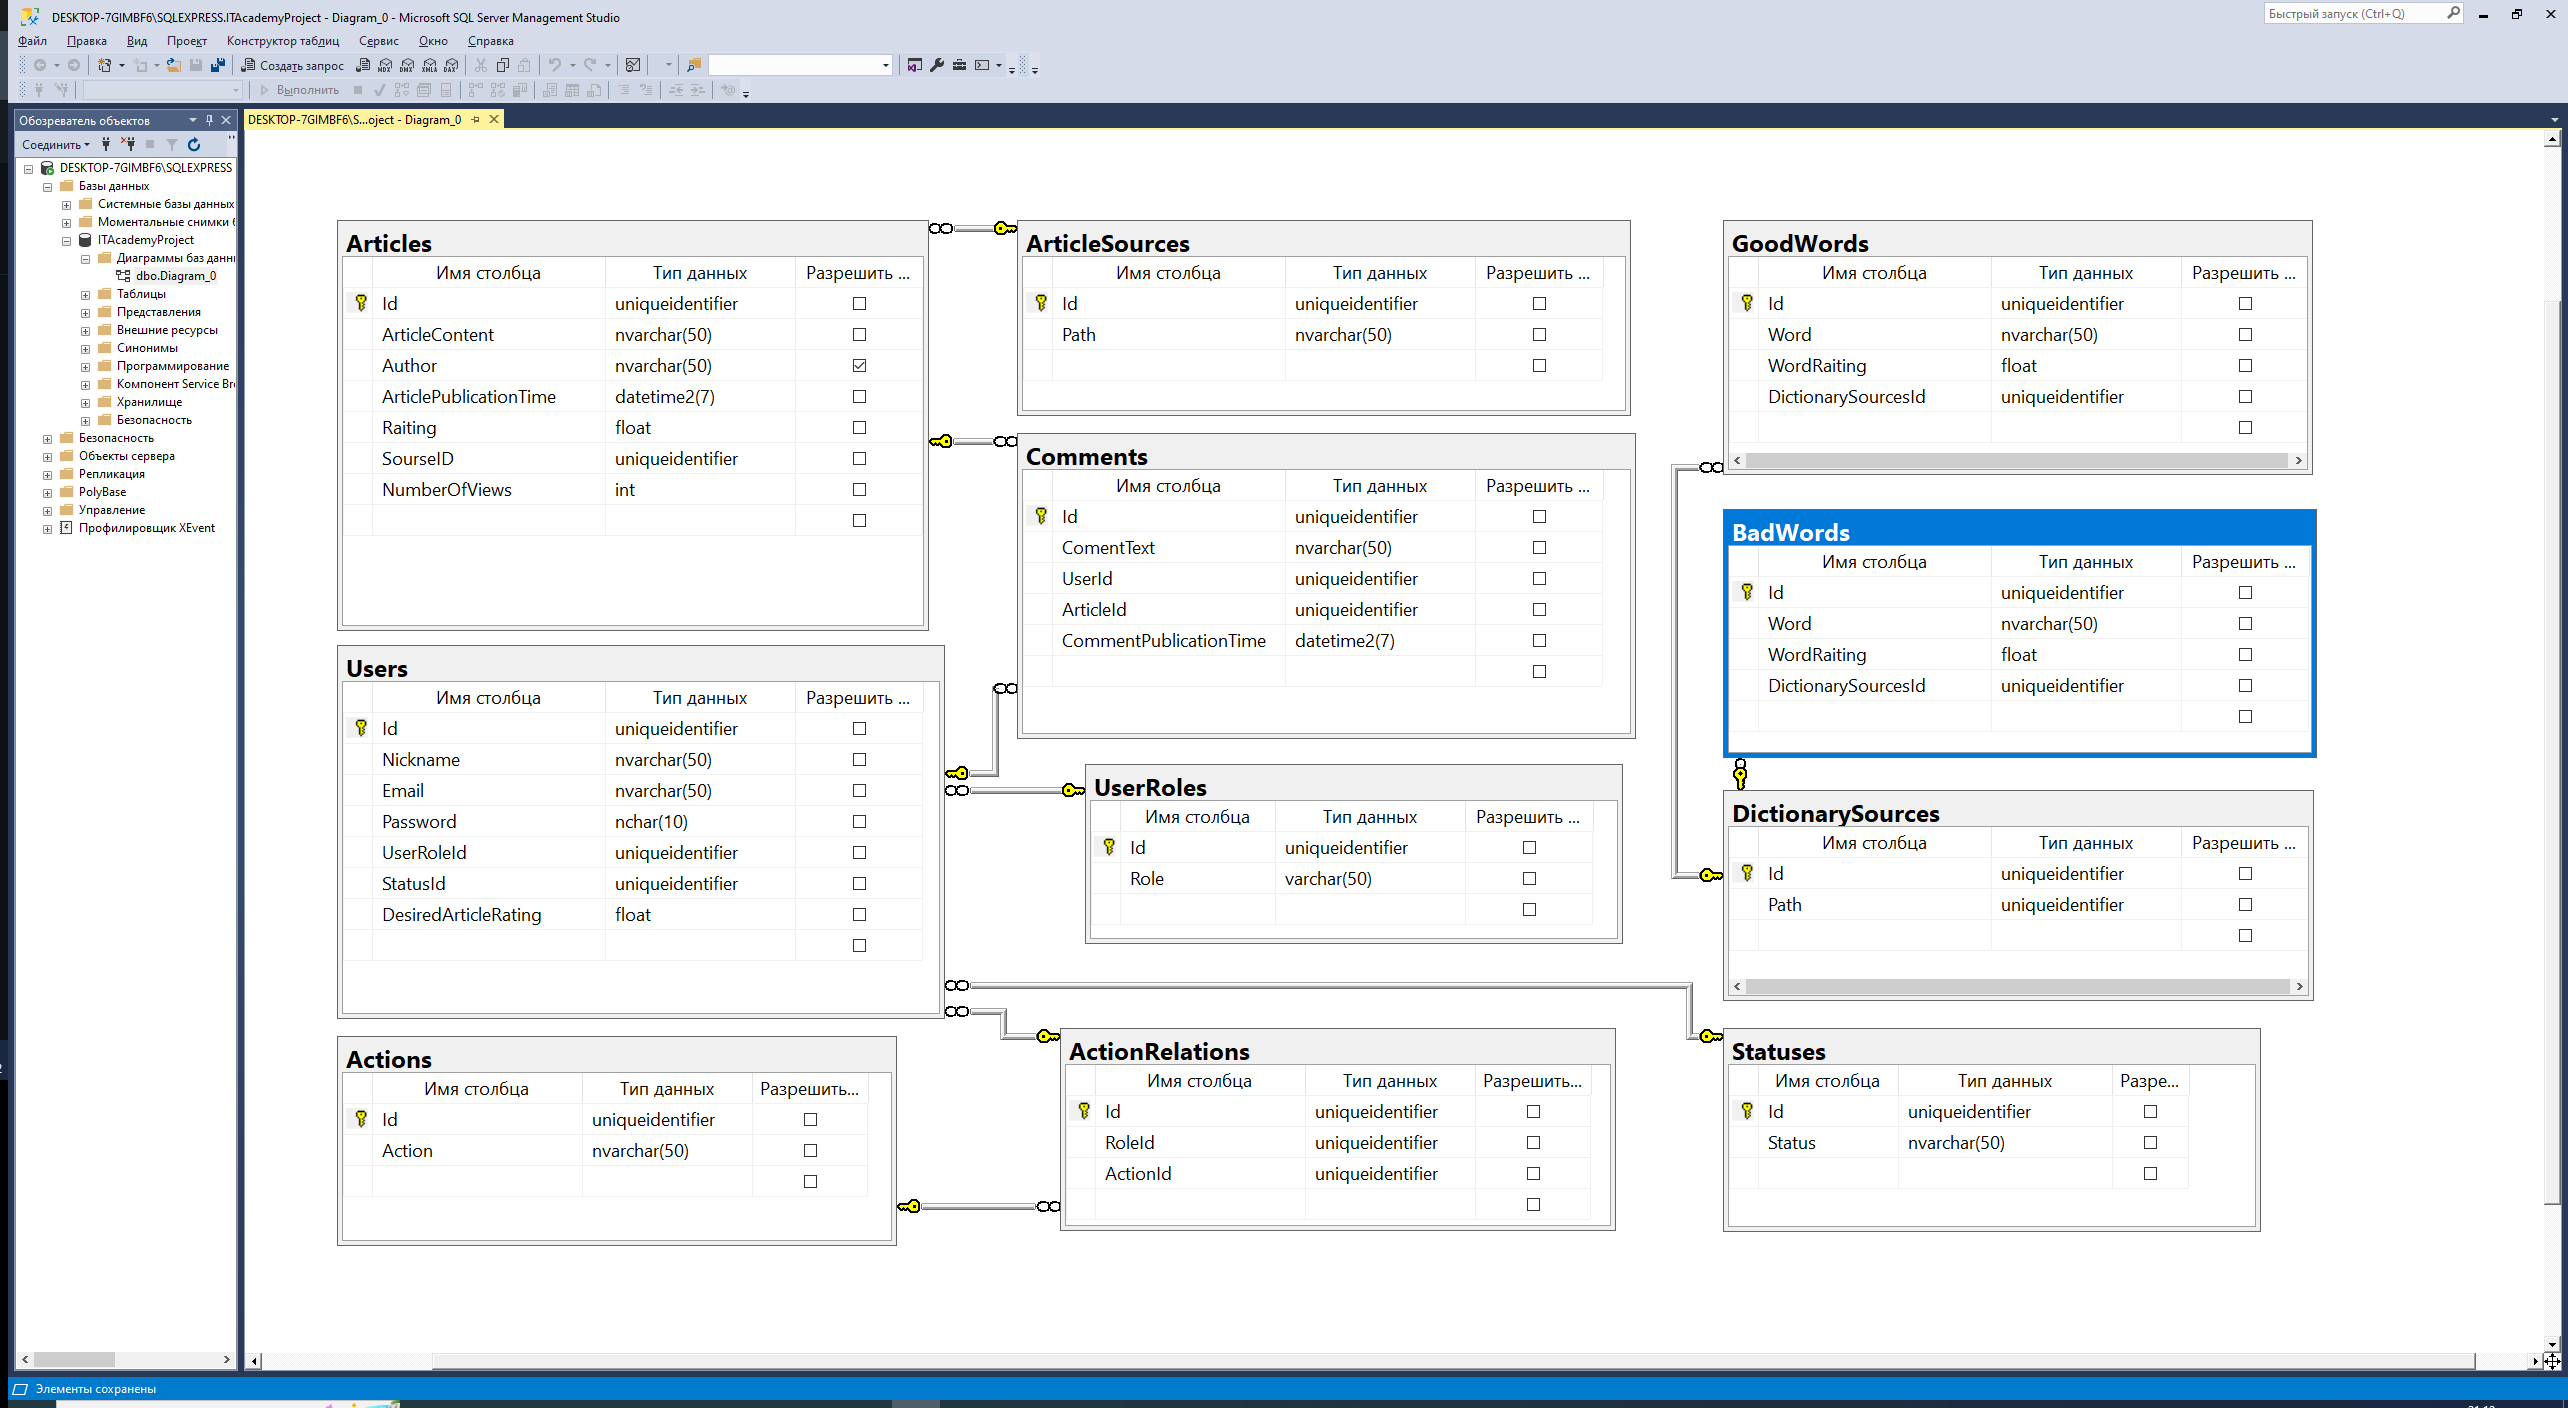 DESKTOP-7GIMBF6\SQLEXPRESS.ITAcademyProject - Diagram_0 - Microsoft SQL Server Management Studio
Быстрый запуск (Ctrl+Q)
Файл Правка Вид Проект Конструктор таблиц Сервис Окно Справка
Создать запрос
MDX DMX XMLA DAX
Выполнить
Обозреватель объектов
DESKTOP-7GIMBF6\S...oject - Diagram_0
Соединить
DESKTOP-7GIMBF6\SQLEXPRESS
Базы данных
Системные базы данных
Моментальные снимки
ITAcademyProject
Диаграммы баз данн
dbo.Diagram_0
Таблицы
Представления
Внешние ресурсы
Синонимы
Программирование
Компонент Service Br
Хранилище
Безопасность
Безопасность
Объекты сервера
Репликация
PolyBase
Управление
Профилировщик XEvent
Articles
Имя столбца Тип данных Разрешить ...
Id uniqueidentifier
ArticleContent nvarchar(50)
Author nvarchar(50)
ArticlePublicationTime datetime2(7)
Raiting float
SourseID uniqueidentifier
NumberOfViews int
ArticleSources
Имя столбца Тип данных Разрешить ...
Id uniqueidentifier
Path nvarchar(50)
GoodWords
Имя столбца Тип данных Разрешить ...
Id uniqueidentifier
Word nvarchar(50)
WordRaiting float
DictionarySourcesId uniqueidentifier
Comments
Имя столбца Тип данных Разрешить ...
Id uniqueidentifier
ComentText nvarchar(50)
UserId uniqueidentifier
ArticleId uniqueidentifier
CommentPublicationTime datetime2(7)
BadWords
Имя столбца Тип данных Разрешить ...
Id uniqueidentifier
Word nvarchar(50)
WordRaiting float
DictionarySourcesId uniqueidentifier
Users
Имя столбца Тип данных Разрешить ...
Id uniqueidentifier
Nickname nvarchar(50)
Email nvarchar(50)
Password nchar(10)
UserRoleId uniqueidentifier
StatusId uniqueidentifier
DesiredArticleRating float
UserRoles
Имя столбца Тип данных Разрешить ...
Id uniqueidentifier
Role varchar(50)
DictionarySources
Имя столбца Тип данных Разрешить ...
Id uniqueidentifier
Path uniqueidentifier
Actions
Имя столбца Тип данных Разрешить...
Id uniqueidentifier
Action nvarchar(50)
ActionRelations
Имя столбца Тип данных Разрешить...
Id uniqueidentifier
RoleId uniqueidentifier
ActionId uniqueidentifier
Statuses
Имя столбца Тип данных Разре...
Id uniqueidentifier
Status nvarchar(50)
Элементы сохранены